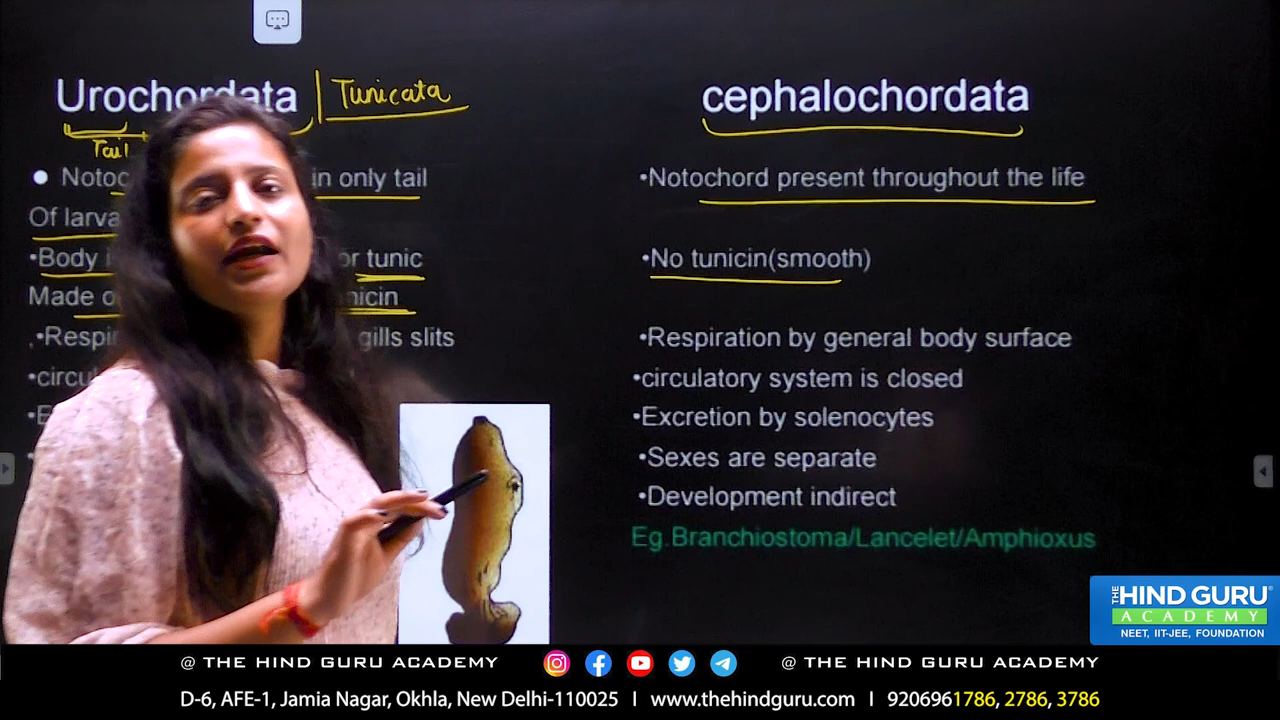 Urochordata | Tunicata
Tail
• Notoc in only tail
Of larva
•Body i or tunic
Made o nicin
.•Respi gills slits
•circul
•E
cephalochordata
•Notochord present throughout the life
•No tunicin(smooth)
•Respiration by general body surface
•circulatory system is closed
•Excretion by solenocytes
•Sexes are separate
•Development indirect
Eg.Branchiostoma/Lancelet/Amphioxus
THE HIND GURU®
ACADEMY
NEET, IIT-JEE, FOUNDATION
@ THE HIND GURU ACADEMY @ THE HIND GURU ACADEMY
D-6, AFE-1, Jamia Nagar, Okhla, New Delhi-110025 I www.thehindguru.com I 9206961786, 2786, 3786